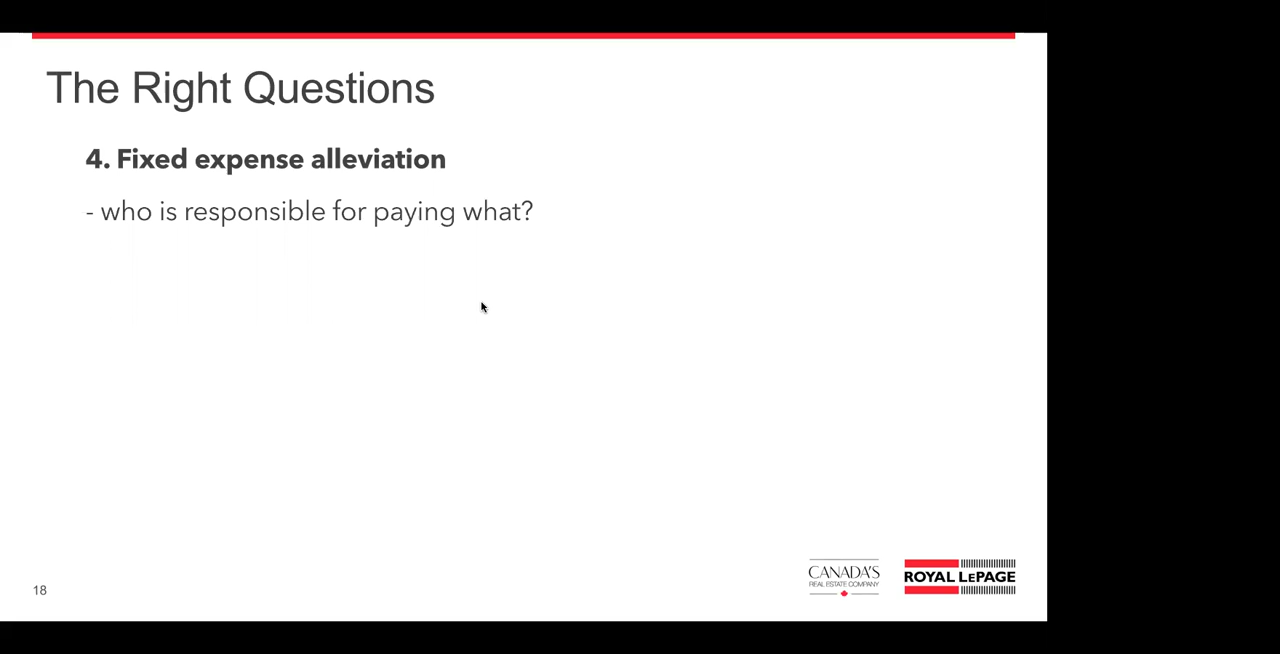 The Right Questions
4. Fixed expense alleviation
- who is responsible for paying what?
18
CANADA'S
REAL ESTATE COMPANY
ROYAL LEPAGE